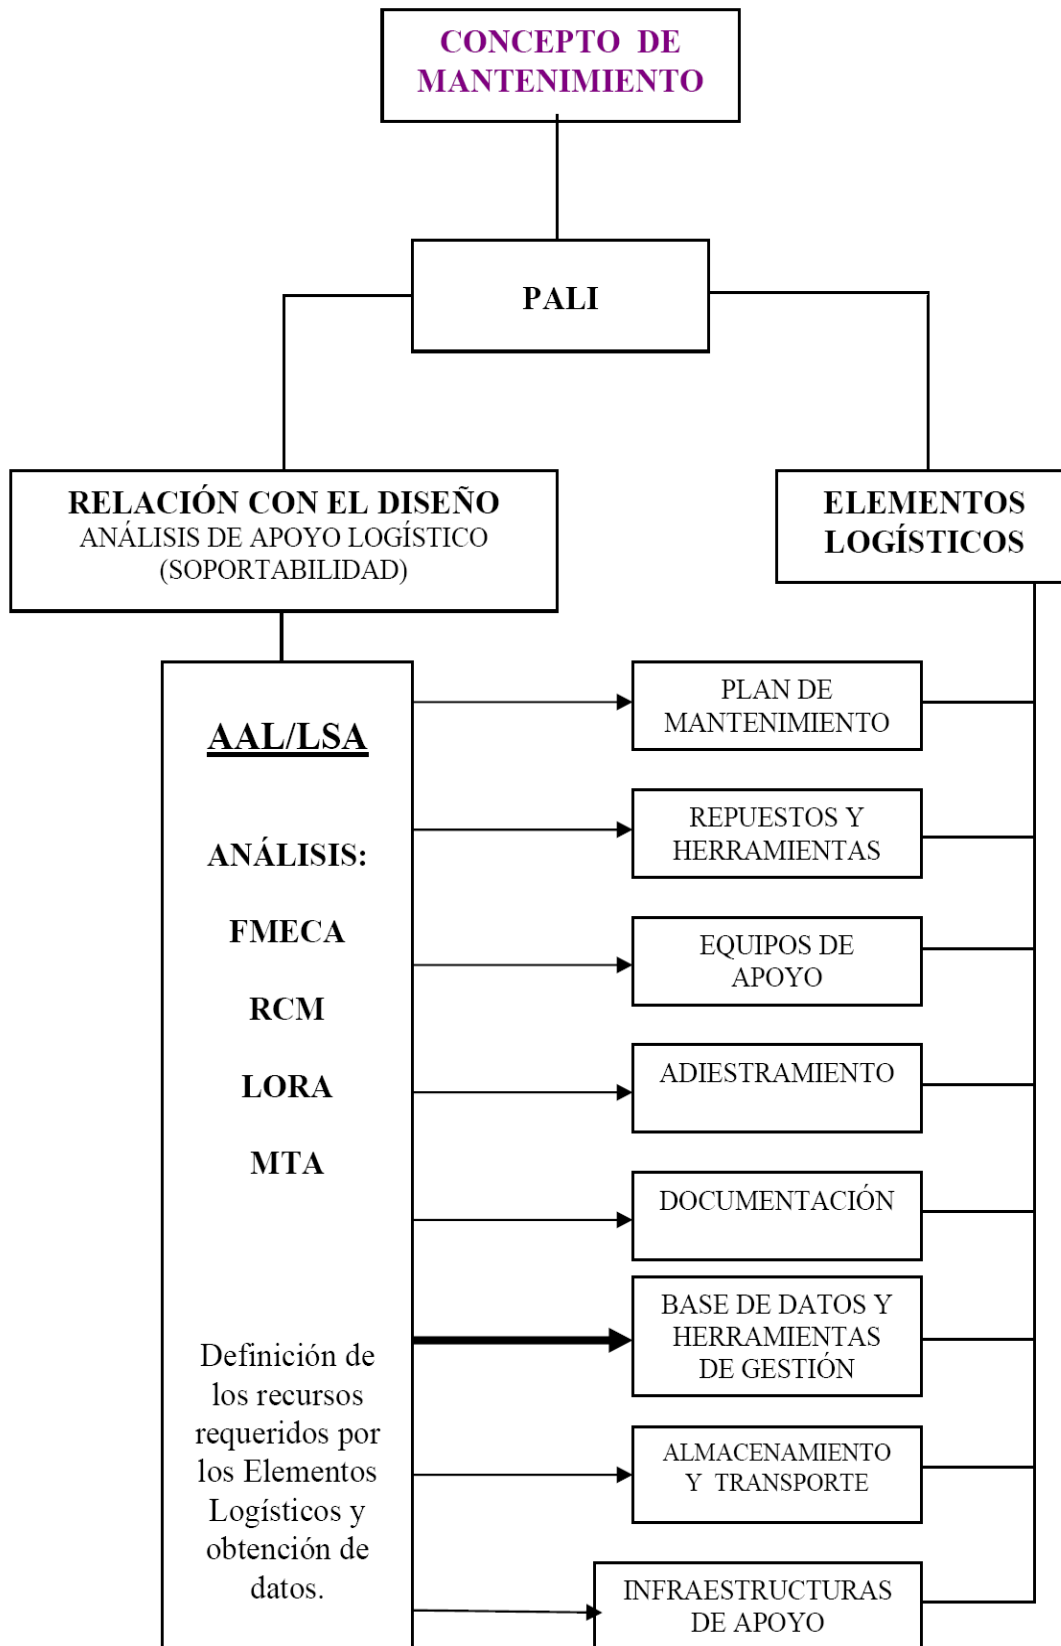 CONCEPTO DE
MANTENIMIENTO
PALI
RELACIÓN CON EL DISEÑO
ANÁLISIS DE APOYO LOGÍSTICO
(SOPORTABILIDAD)
ELEMENTOS
LOGÍSTICOS
AAL/LSA
ANÁLISIS:
FMECA
RCM
LORA
MTA
Definición de
los recursos
requeridos por
los Elementos
Logísticos y
obtención de
datos.
PLAN DE
MANTENIMIENTO
REPUESTOS Y
HERRAMIENTAS
EQUIPOS DE
APOYO
ADIESTRAMIENTO
DOCUMENTACIÓN
BASE DE DATOS Y
HERRAMIENTAS
DE GESTIÓN
ALMACENAMIENTO
Y TRANSPORTE
INFRAESTRUCTURAS
DE APOYO